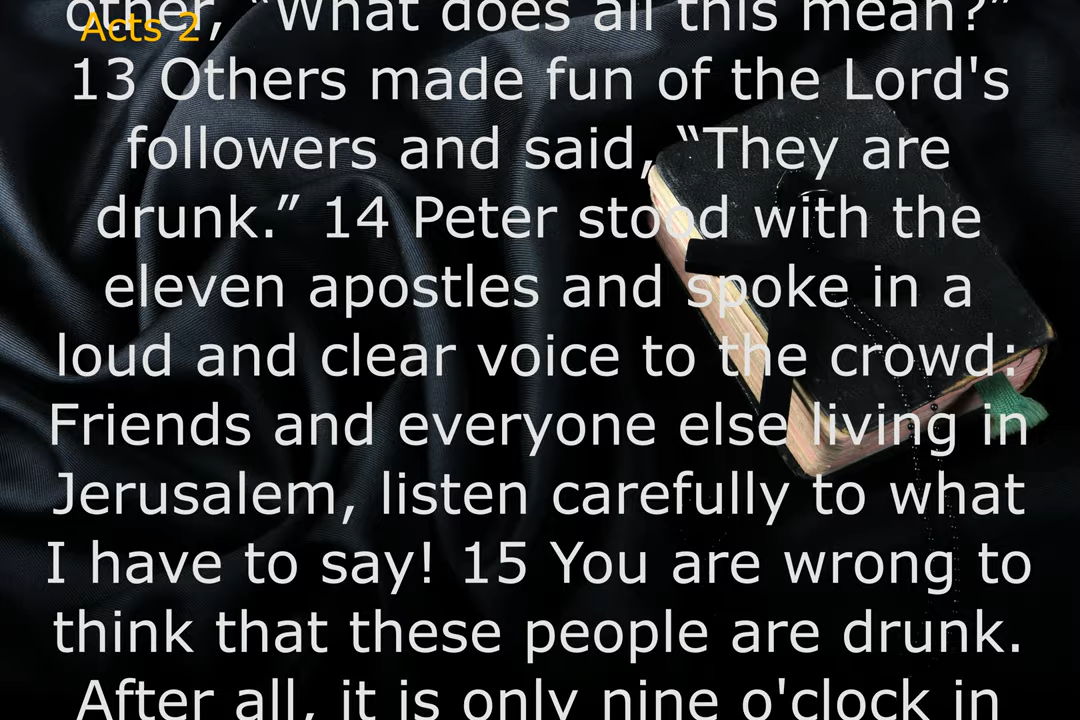 other, “What does all this mean?”
Acts 2
13 Others made fun of the Lord's
followers and said, “They are
drunk.” 14 Peter stood with the
eleven apostles and spoke in a
loud and clear voice to the crowd:
Friends and everyone else living in
Jerusalem, listen carefully to what
I have to say! 15 You are wrong to
think that these people are drunk.
After all, it is only nine o'clock in